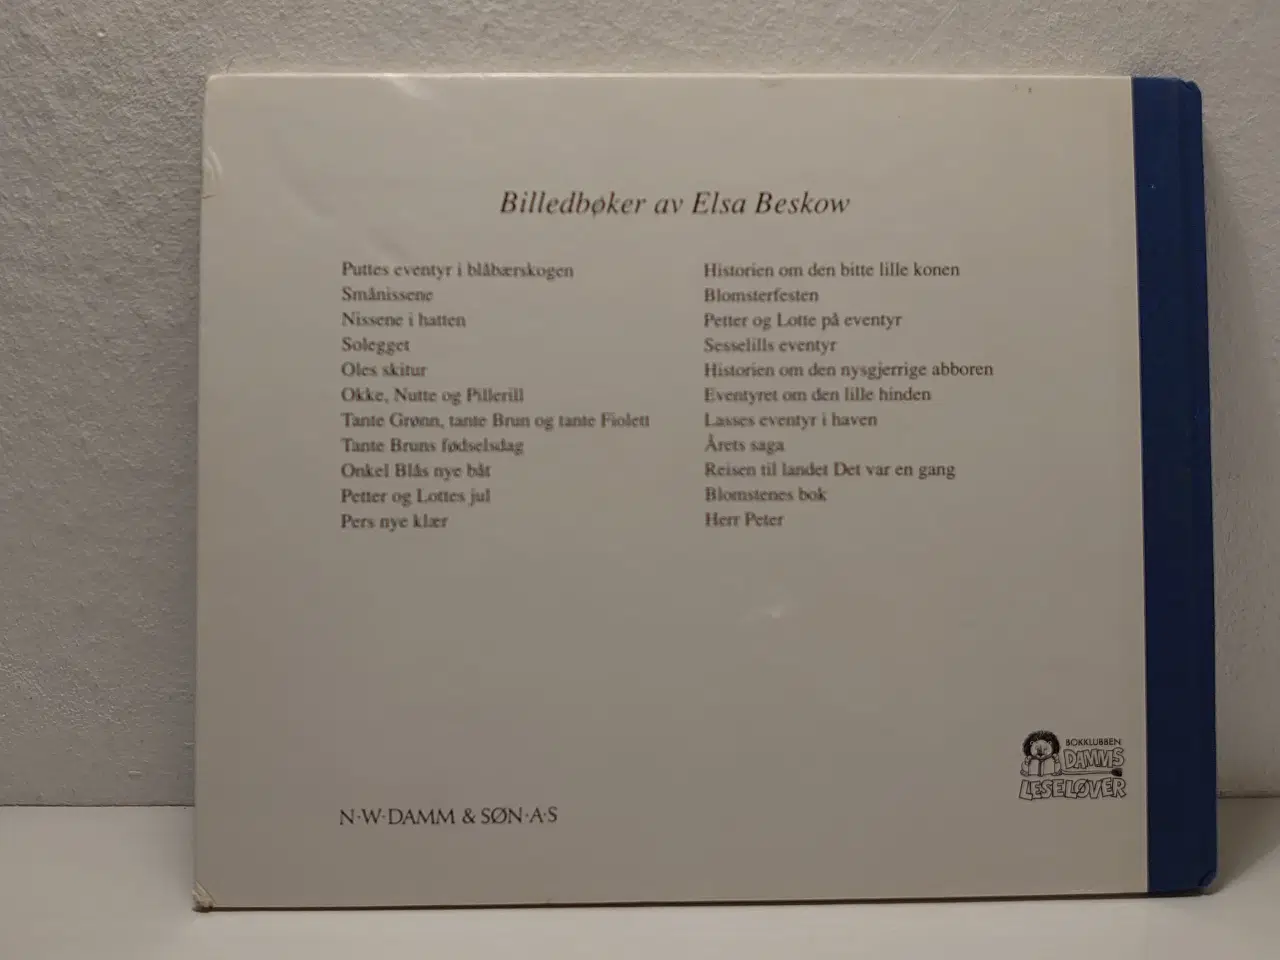 Billedbøker av Elsa Beskow
Puttes eventyr i blåbærskogen
Smånissene
Nissene i hatten
Solegget
Oles skitur
Okke, Nutte og Pillerill
Tante Grønn, tante Brun og tante Fiolett
Tante Bruns fødselsdag
Onkel Blås nye båt
Petter og Lottes jul
Pers nye klær
Historien om den bitte lille konen
Blomsterfesten
Petter og Lotte på eventyr
Sesselills eventyr
Historien om den nysgjerrige abboren
Eventyret om den lille hinden
Lasses eventyr i haven
Årets saga
Reisen til landet Det var en gang
Blomstenes bok
Herr Peter
BOKKLUBBEN
DAMMS
LESELØVER
N·W·DAMM & SØN·A·S